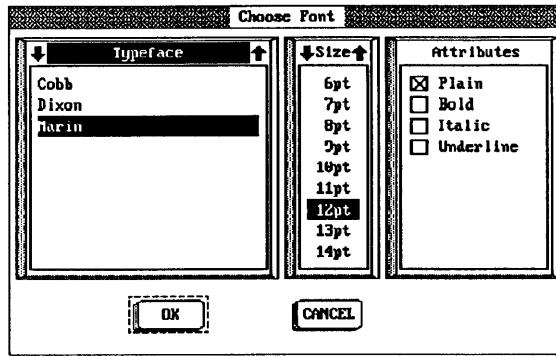 Choose Font
Typeface
Cobb
Dixon
Marin
Size
6pt
7pt
8pt
9pt
10pt
11pt
12pt
13pt
14pt
Attributes
Plain
Bold
Italic
Underline
OK
CANCEL